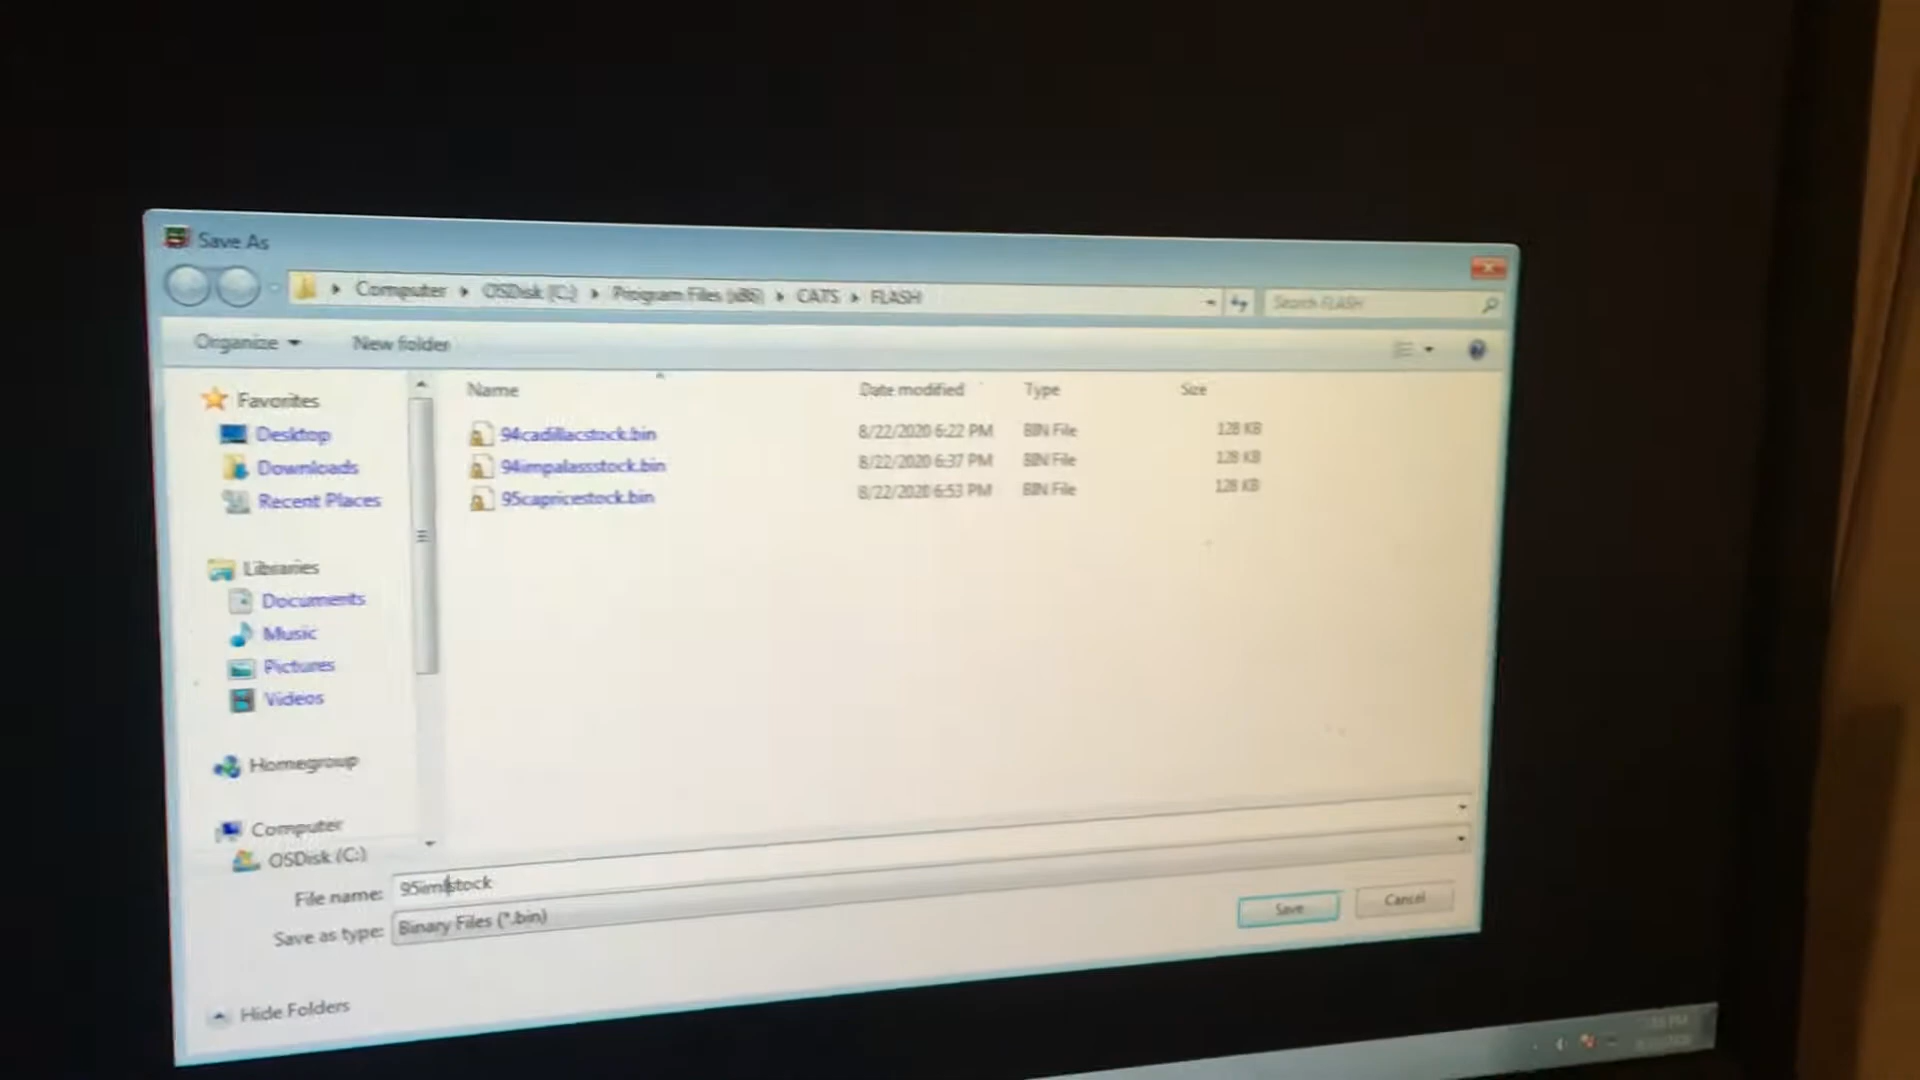 Save As
Computer OSDisk (C:) Program Files (x86) CATS FLASH Search FLASH
Organize New folder
Name Date modified Type Size
94cadillacstock.bin 8/22/2020 6:22 PM BIN File 128 KB
94impalassstock.bin 8/22/2020 6:37 PM BIN File 128 KB
95capricestock.bin 8/22/2020 6:53 PM BIN File 128 KB
Favorites
Desktop
Downloads
Recent Places
Libraries
Documents
Music
Pictures
Videos
Homegroup
Computer
OSDisk (C:)
File name: 95imstock
Save as type: Binary Files (*.bin)
Save Cancel
Hide Folders